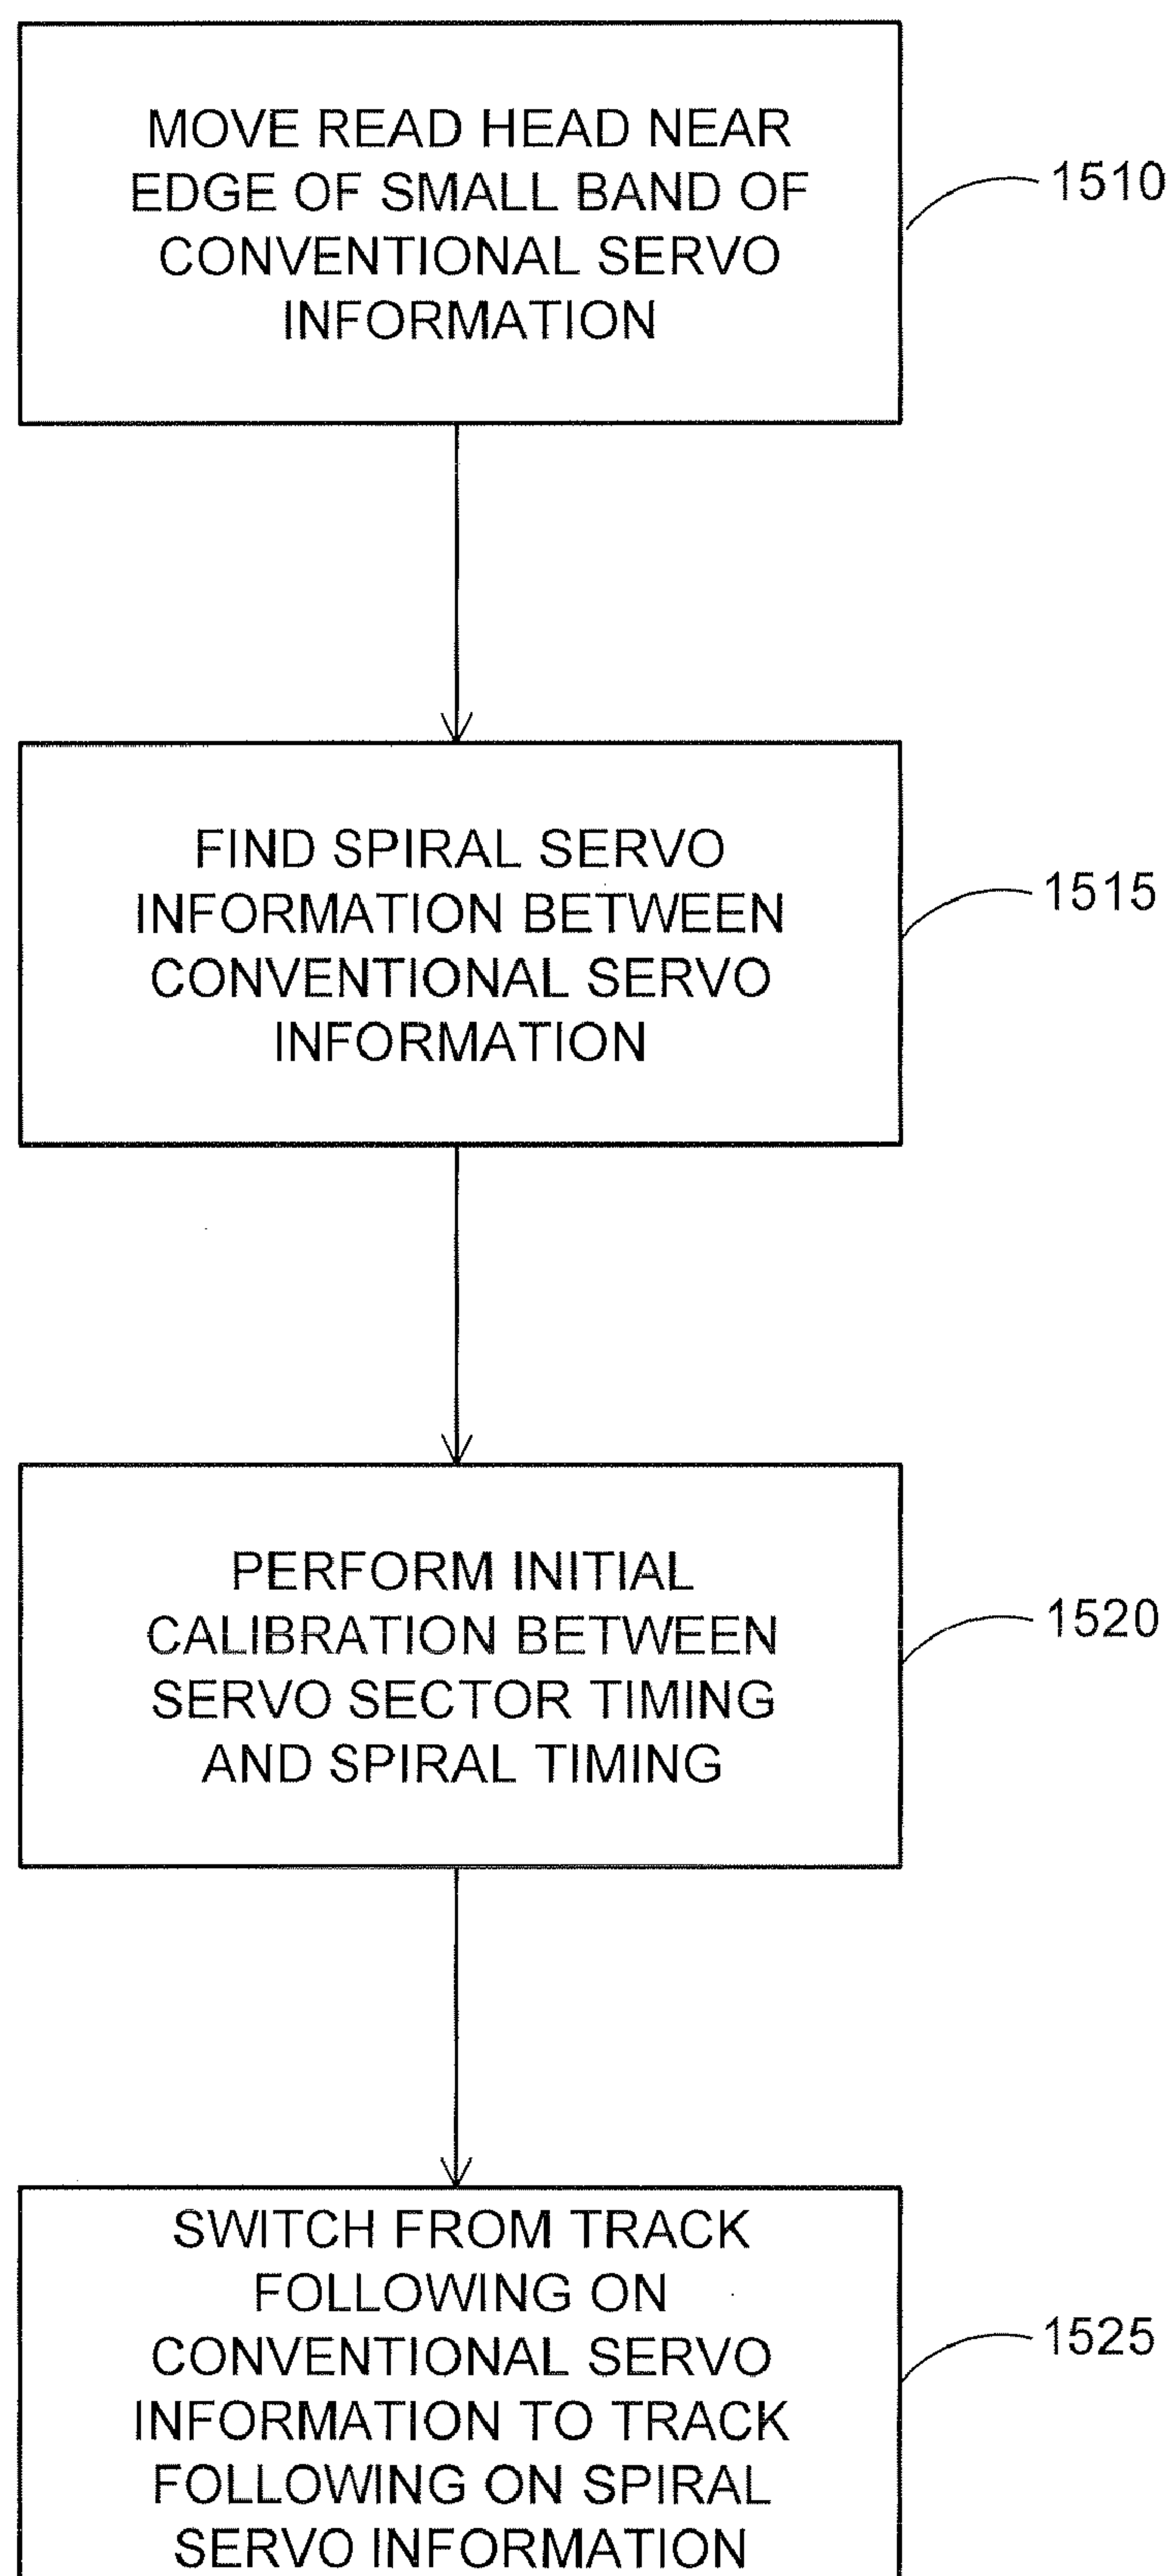 MOVE READ HEAD NEAR
EDGE OF SMALL BAND OF
CONVENTIONAL SERVO
INFORMATION
1510
FIND SPIRAL SERVO
INFORMATION BETWEEN
CONVENTIONAL SERVO
INFORMATION
1515
PERFORM INITIAL
CALIBRATION BETWEEN
SERVO SECTOR TIMING
AND SPIRAL TIMING
1520
SWITCH FROM TRACK
FOLLOWING ON
CONVENTIONAL SERVO
INFORMATION TO TRACK
FOLLOWING ON SPIRAL
SERVO INFORMATION
1525